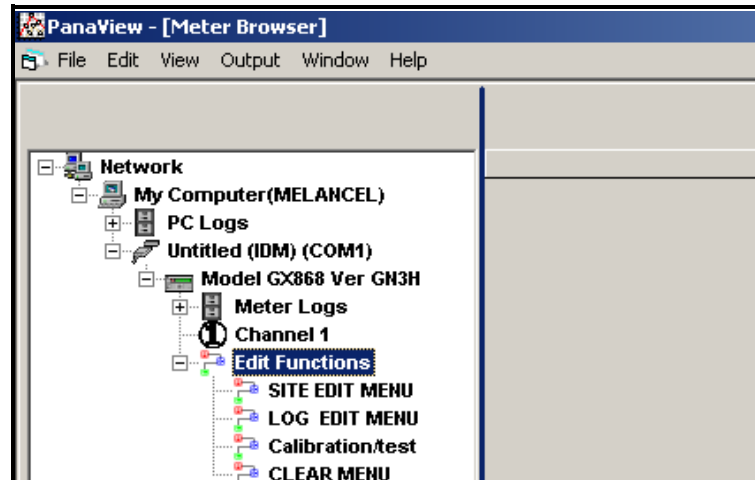 PanaView - [Meter Browser]
File Edit View Output Window Help
Network
My Computer(MELANCEL)
PC Logs
Untitled (IDM) (COM1)
Model GX868 Ver GN3H
Meter Logs
1 Channel 1
Edit Functions
SITE EDIT MENU
LOG EDIT MENU
Calibration/test
CLEAR MENU